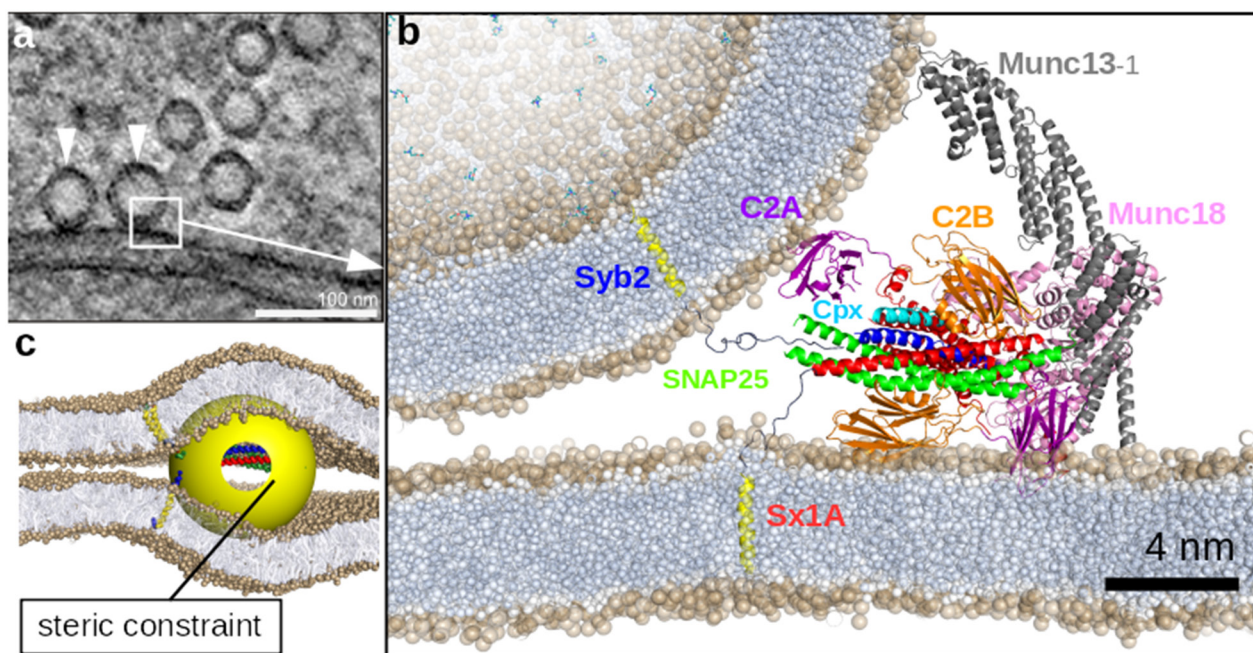 a
100 nm
b
Munc13-1
C2A
C2B
Munc18
Syb2
Cpx
SNAP25
Sx1A
4 nm
c
steric constraint